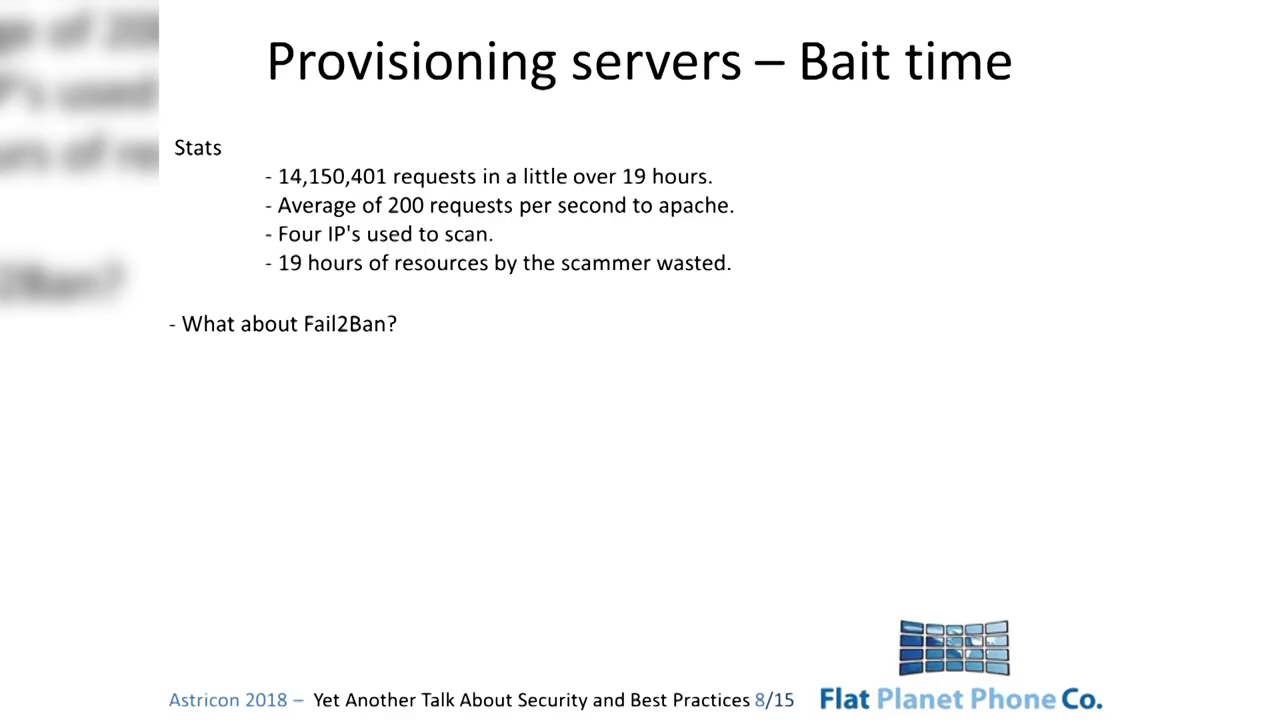 Provisioning servers – Bait time
Stats
- 14,150,401 requests in a little over 19 hours.
- Average of 200 requests per second to apache.
- Four IP's used to scan.
- 19 hours of resources by the scammer wasted.
- What about Fail2Ban?
Astricon 2018 – Yet Another Talk About Security and Best Practices 8/15
Flat Planet Phone Co.